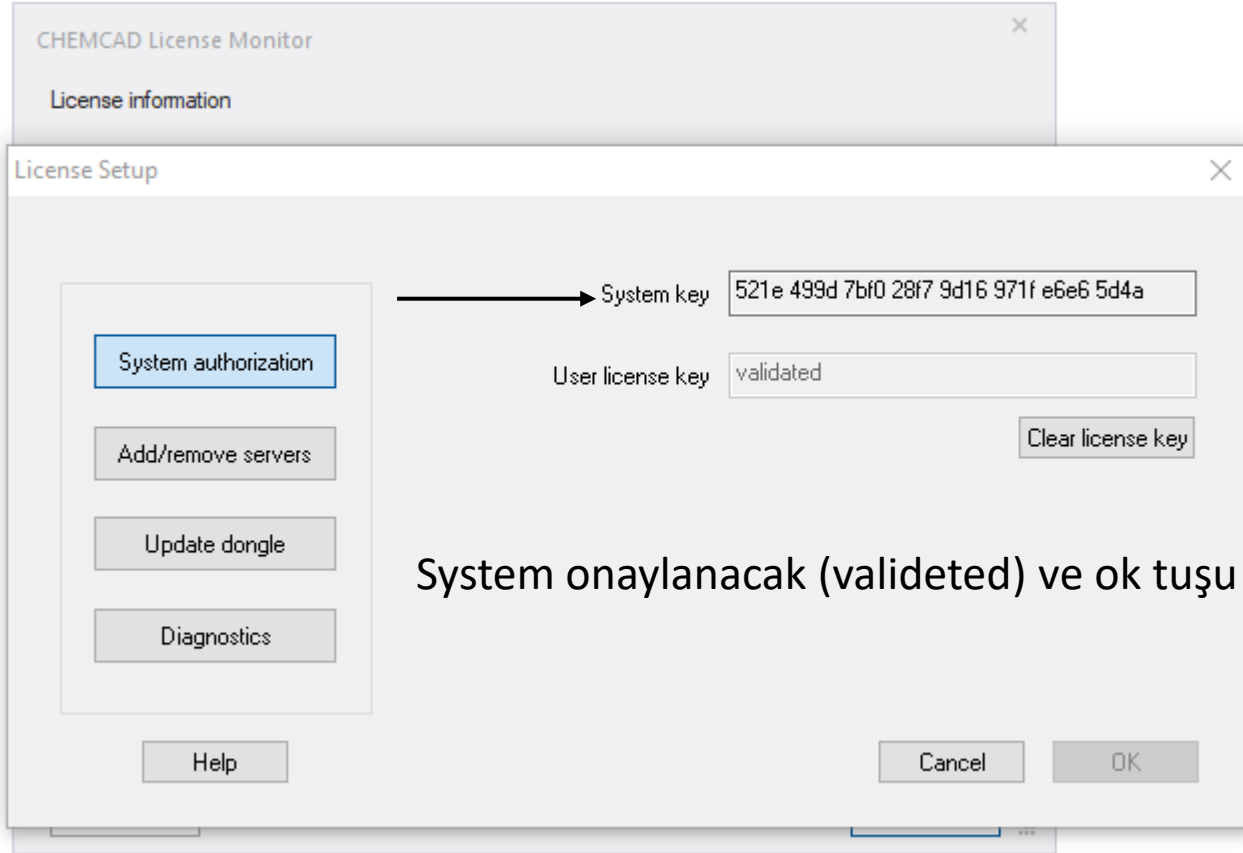 CHEMCAD License Monitor
License information
License Setup
System key 521e 499d 7bf0 28f7 9d16 971f e6e6 5d4a
System authorization
User license key validated
Clear license key
Add/remove servers
Update dongle
System onaylanacak (valideted) ve ok tuşu
Diagnostics
Help
Cancel
OK